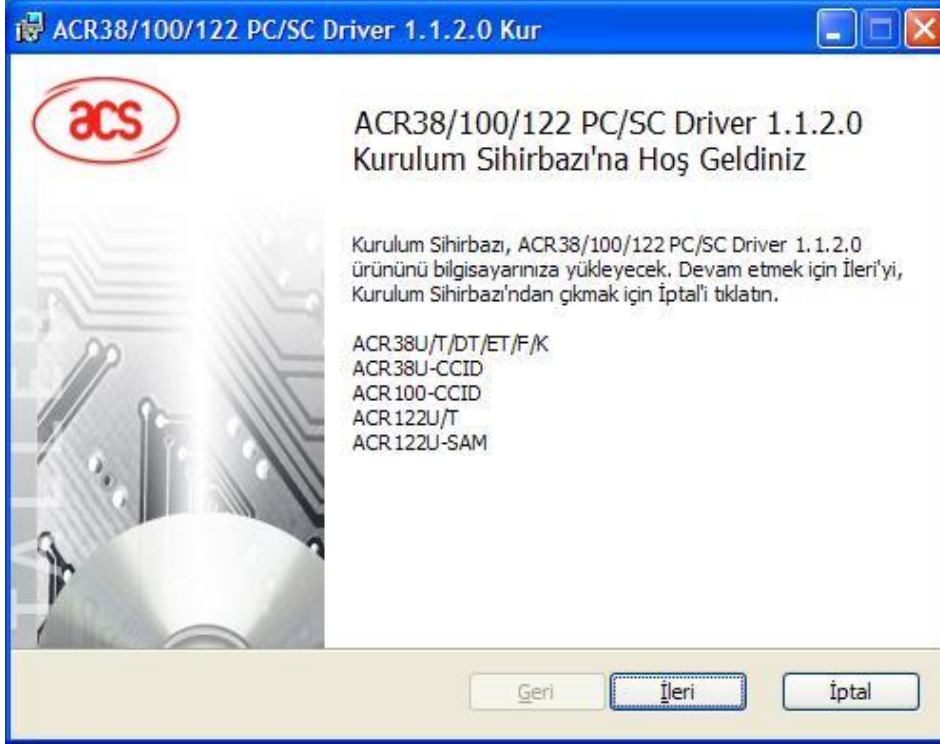 ACR38/100/122 PC/SC Driver 1.1.2.0 Kur
acs
ACR38/100/122 PC/SC Driver 1.1.2.0
Kurulum Sihirbazı'na Hoş Geldiniz
Kurulum Sihirbazı, ACR38/100/122 PC/SC Driver 1.1.2.0
ürününü bilgisayarınıza yükleyecek. Devam etmek için İleri'yi,
Kurulum Sihirbazı'ndan çıkmak için İptal'i tıklatın.
ACR38U/T/DT/ET/F/K
ACR38U-CCID
ACR100-CCID
ACR122U/T
ACR122U-SAM
Geri
İleri
İptal